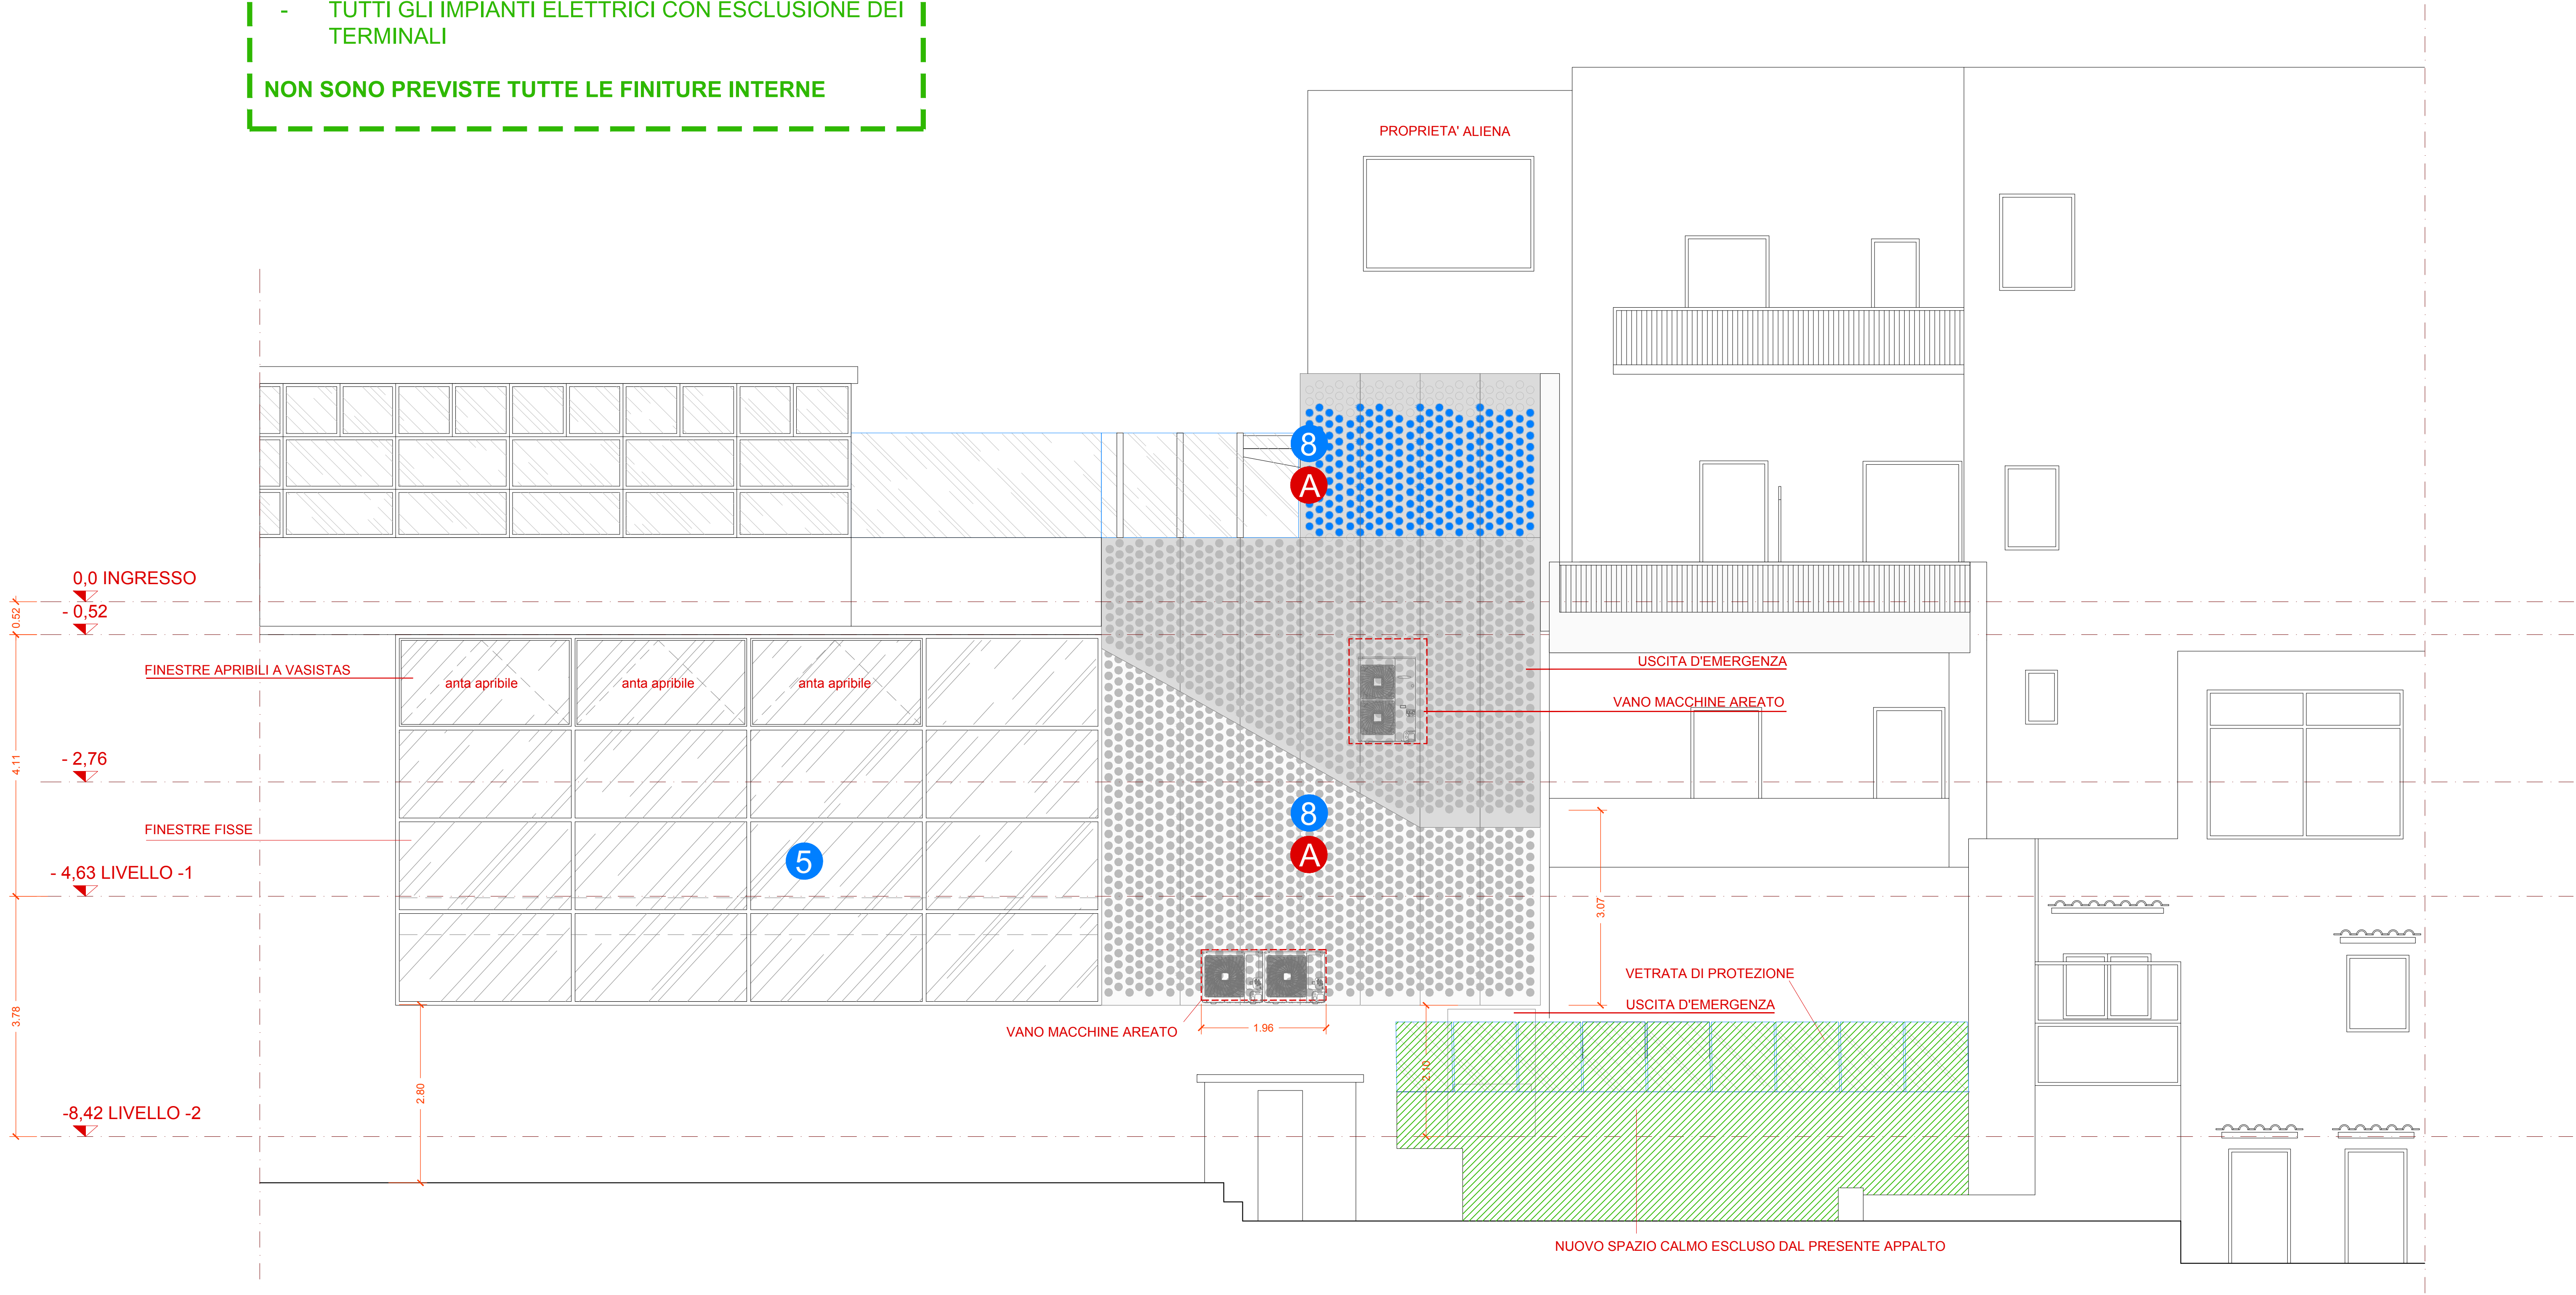 - TUTTI GLI IMPIANTI ELETTRICI CON ESCLUSIONE DEI
TERMINALI
NON SONO PREVISTE TUTTE LE FINITURE INTERNE
PROPRIETA' ALIENA
8
A
0,0 INGRESSO
- 0,52
0.52
FINESTRE APRIBILI A VASISTAS
anta apribile
anta apribile
anta apribile
USCITA D'EMERGENZA
VANO MACCHINE AREATO
4.11
- 2,76
8
A
FINESTRE FISSE
5
- 4,63 LIVELLO -1
3.07
VETRATA DI PROTEZIONE
USCITA D'EMERGENZA
3.78
VANO MACCHINE AREATO
1.96
2.80
2.10
-8,42 LIVELLO -2
NUOVO SPAZIO CALMO ESCLUSO DAL PRESENTE APPALTO